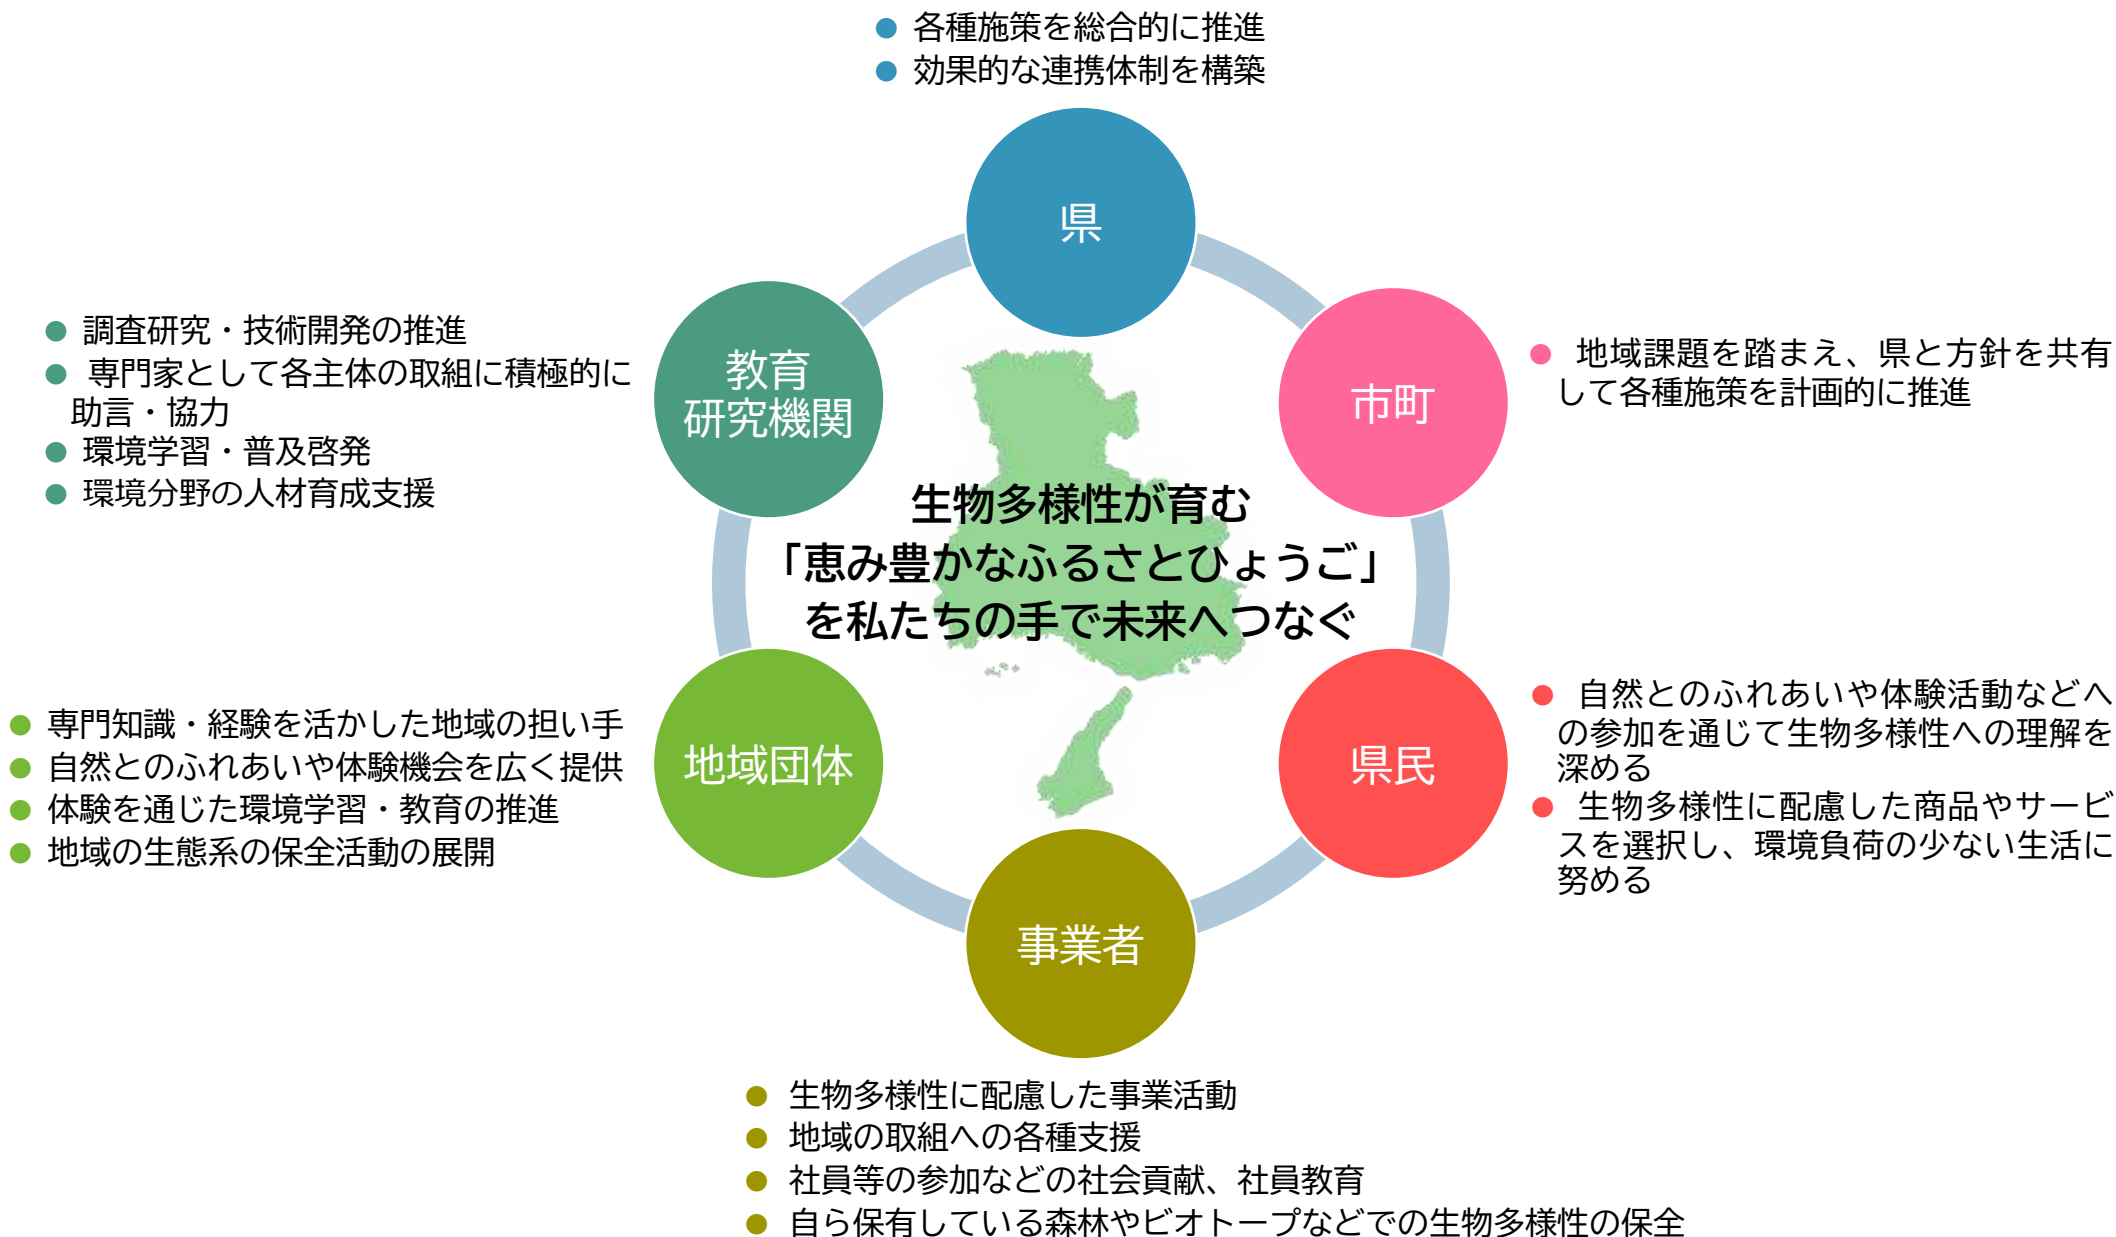 各種施策を総合的に推進
効果的な連携体制を構築
県
教育
研究機関
調査研究・技術開発の推進
専門家として各主体の取組に積極的に
助言・協力
環境学習・普及啓発
環境分野の人材育成支援
市町
地域課題を踏まえ、県と方針を共有
して各種施策を計画的に推進
生物多様性が育む
「恵み豊かなふるさとひょうご」
を私たちの手で未来へつなぐ
地域団体
専門知識・経験を活かした地域の担い手
自然とのふれあいや体験機会を広く提供
体験を通じた環境学習・教育の推進
地域の生態系の保全活動の展開
県民
自然とのふれあいや体験活動などへ
の参加を通じて生物多様性への理解を
深める
生物多様性に配慮した商品やサービ
スを選択し、環境負荷の少ない生活に
努める
事業者
生物多様性に配慮した事業活動
地域の取組への各種支援
社員等の参加などの社会貢献、社員教育
自ら保有している森林やビオトープなどでの生物多様性の保全